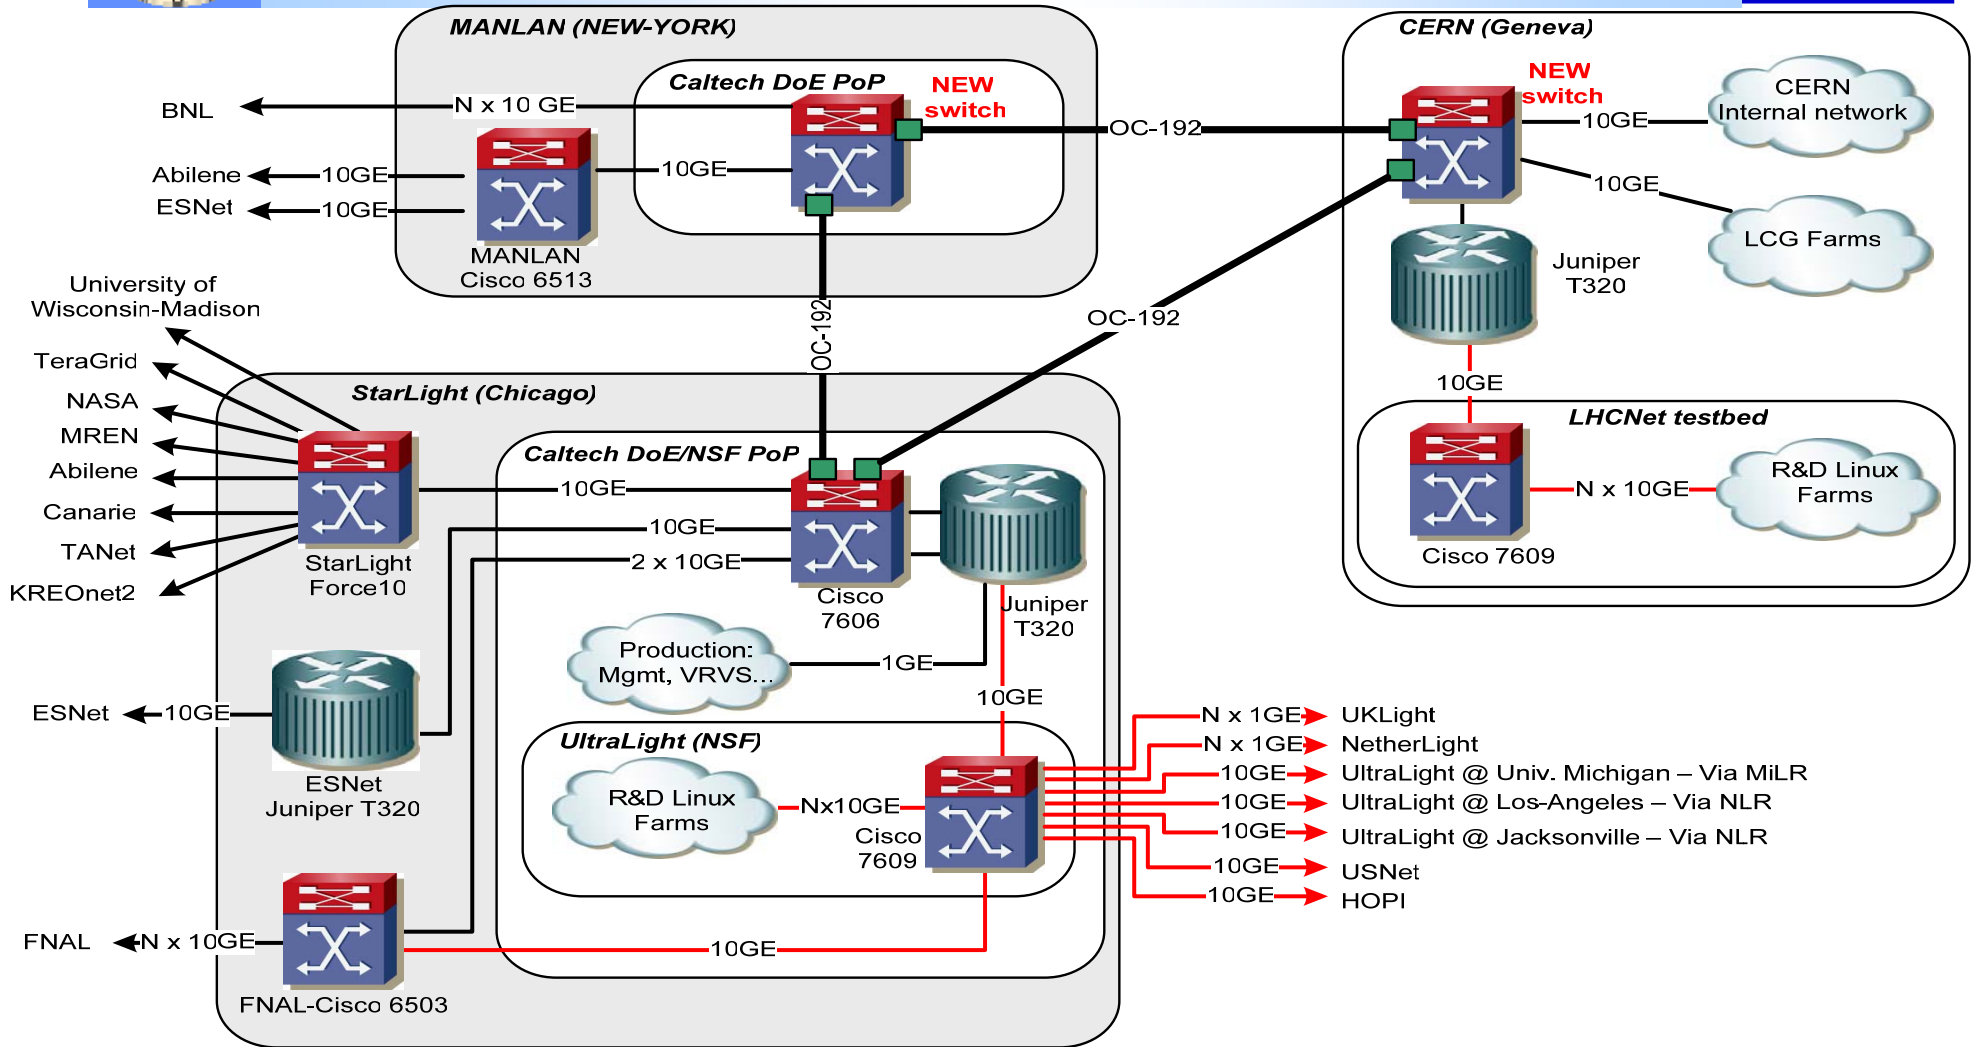 MANLAN (NEW-YORK)
Caltech DoE PoP
NEW
switch
BNL
N x 10 GE
Abilene
10GE
ESNet
10GE
10GE
MANLAN
Cisco 6513
OC-192
OC-192
OC-192
CERN (Geneva)
NEW
switch
10GE
CERN
Internal network
10GE
LCG Farms
Juniper
T320
10GE
LHCNet testbed
N x 10GE
R&D Linux
Farms
Cisco 7609
University of
Wisconsin-Madison
TeraGrid
NASA
MREN
Abilene
Canarie
TANet
KREOnet2
StarLight (Chicago)
StarLight
Force10
Caltech DoE/NSF PoP
10GE
10GE
2 x 10GE
Cisco
7606
Juniper
T320
Production:
Mgmt, VRVS...
1GE
10GE
ESNet
10GE
ESNet
Juniper T320
UltraLight (NSF)
R&D Linux
Farms
Nx10GE
Cisco
7609
N x 1GE
UKLight
N x 1GE
NetherLight
10GE
UltraLight @ Univ. Michigan – Via MiLR
10GE
UltraLight @ Los-Angeles – Via NLR
10GE
UltraLight @ Jacksonville – Via NLR
10GE
USNet
10GE
HOPI
FNAL
N x 10GE
10GE
FNAL-Cisco 6503